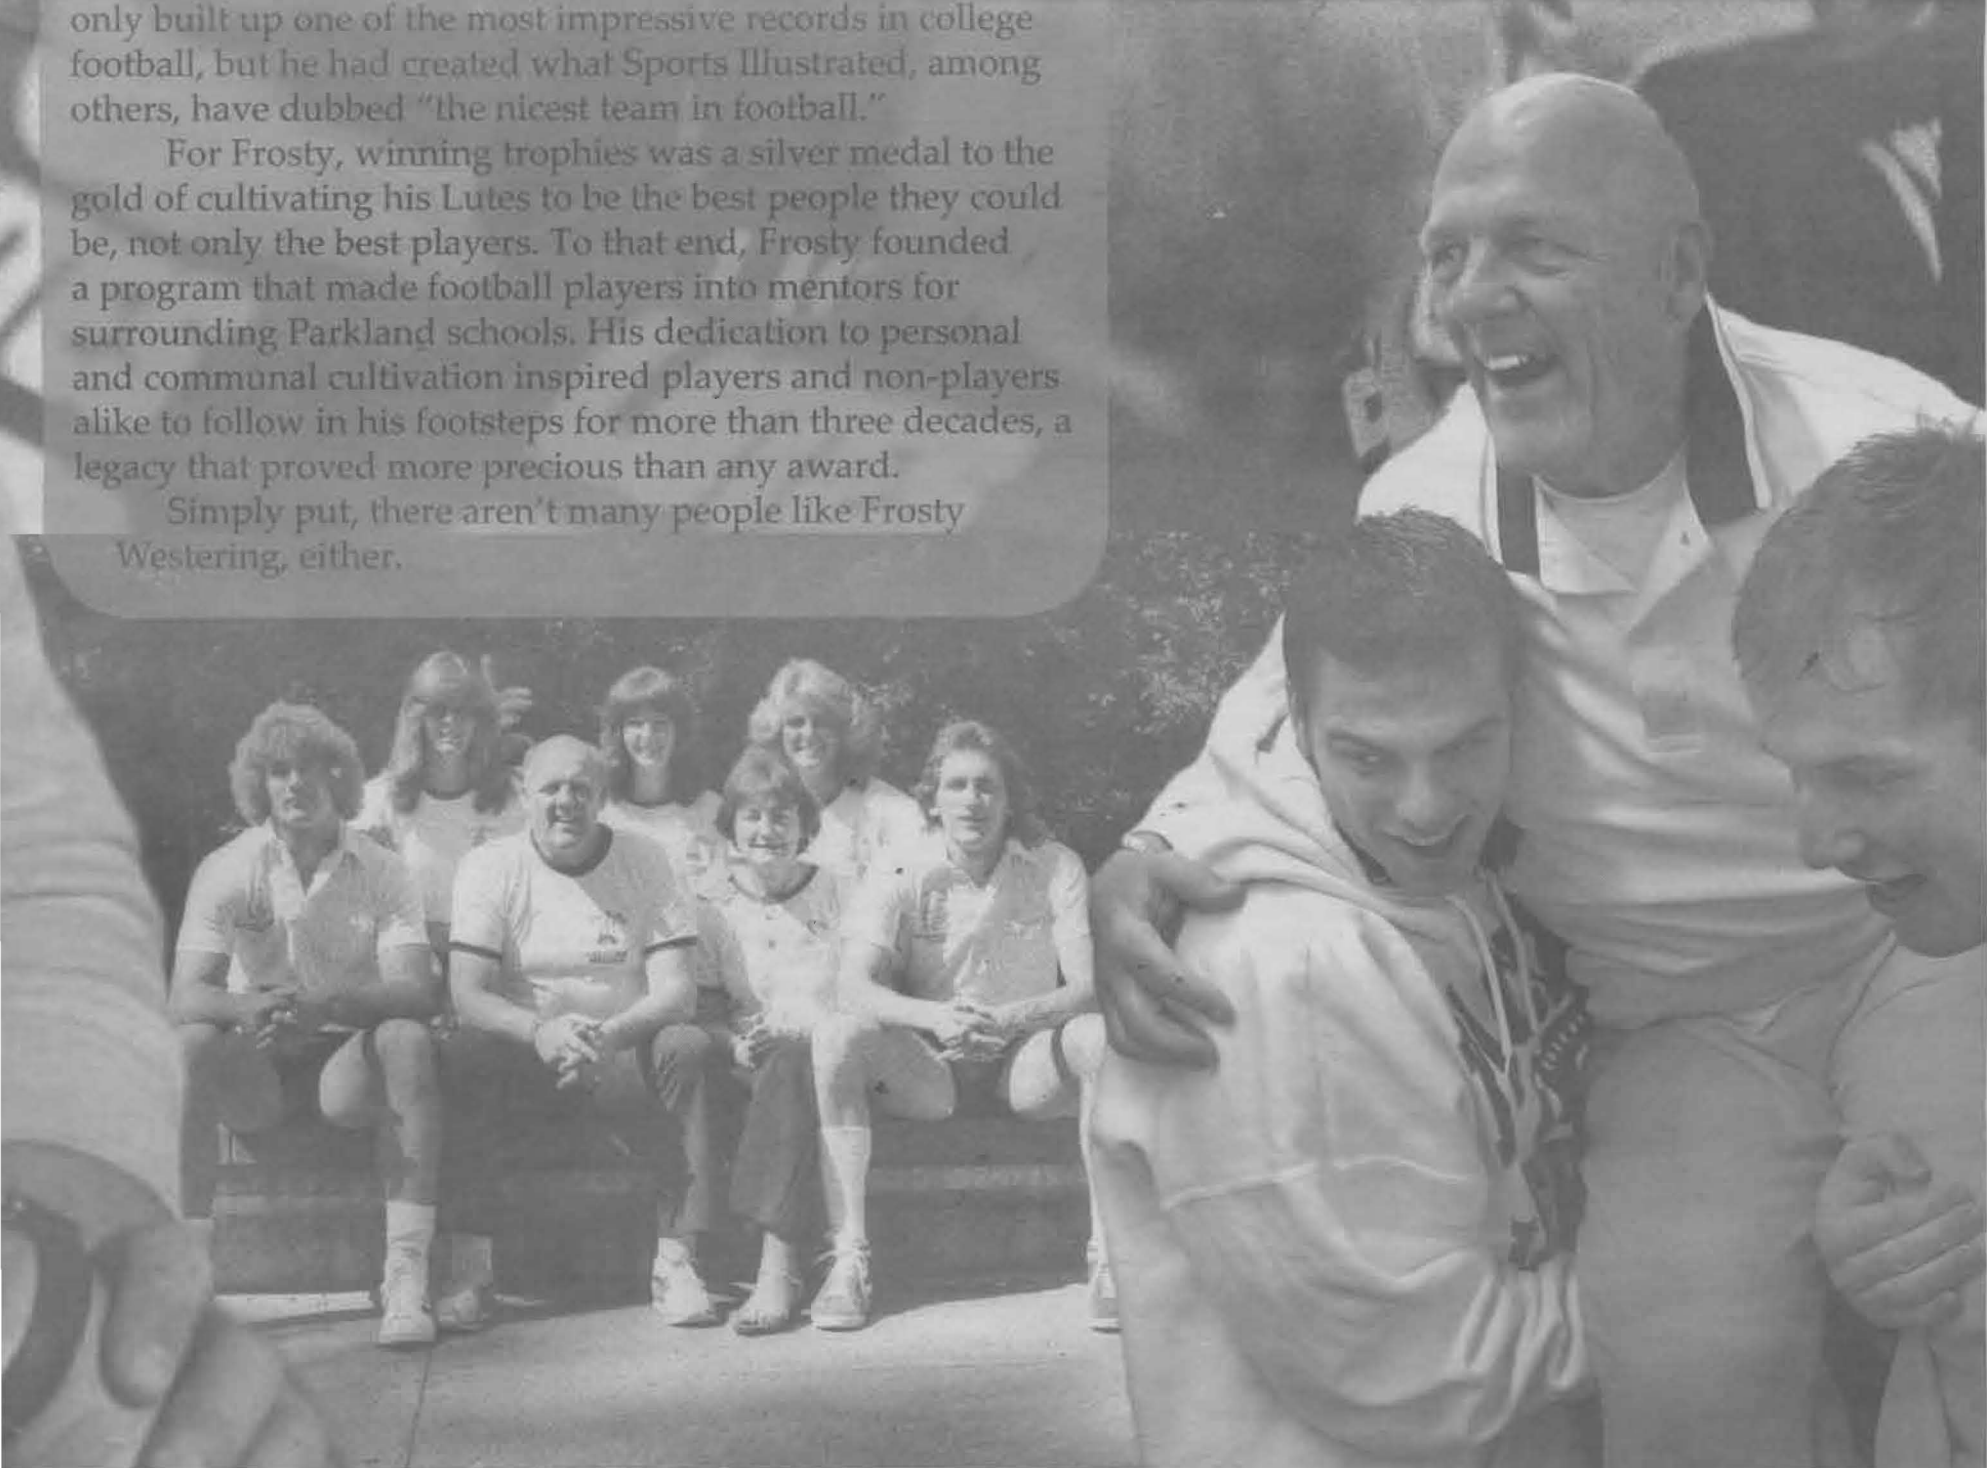 only built up one of the most impressive records in college
football, but he had created what Sports Illustrated, among
others, have dubbed "the nicest team in football."
For Frosty, winning trophies was a silver medal to the
gold of cultivating his Lutes to be the best people they could
be, not only the best players. To that end, Frosty founded
a program that made football players into mentors for
surrounding Parkland schools. His dedication to personal
and communal cultivation inspired players and non-players
alike to follow in his footsteps for more than three decades, a
legacy that proved more precious than any award.
Simply put, there aren't many people like Frosty
Westering, either.